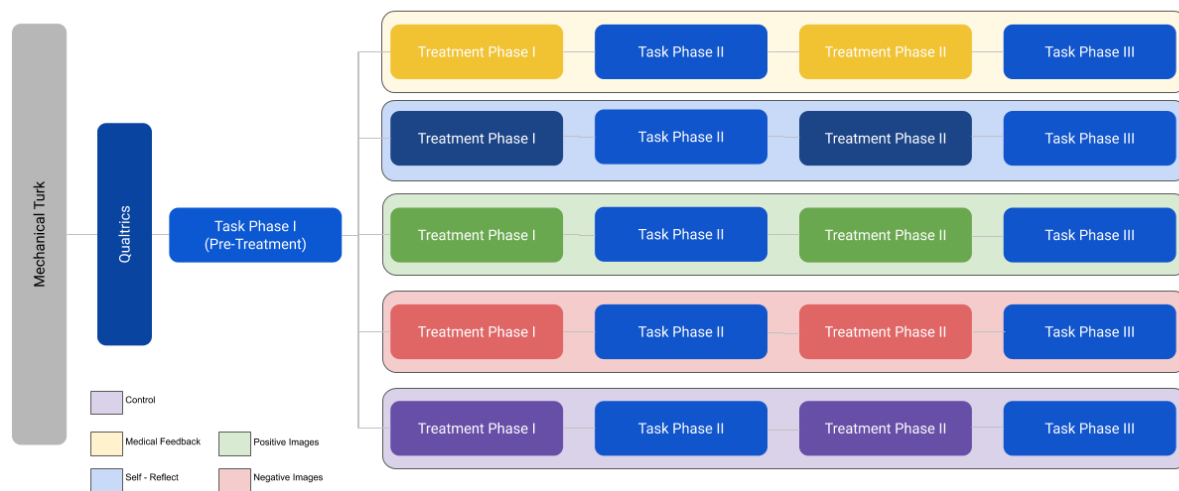 Mechanical Turk
Qualtrics
Task Phase I
(Pre-Treatment)
Treatment Phase I
Task Phase II
Treatment Phase II
Task Phase III
Treatment Phase I
Task Phase II
Treatment Phase II
Task Phase III
Treatment Phase I
Task Phase II
Treatment Phase II
Task Phase III
Treatment Phase I
Task Phase II
Treatment Phase II
Task Phase III
Treatment Phase I
Task Phase II
Treatment Phase II
Task Phase III
Control
Medical Feedback
Positive Images
Self - Reflect
Negative Images